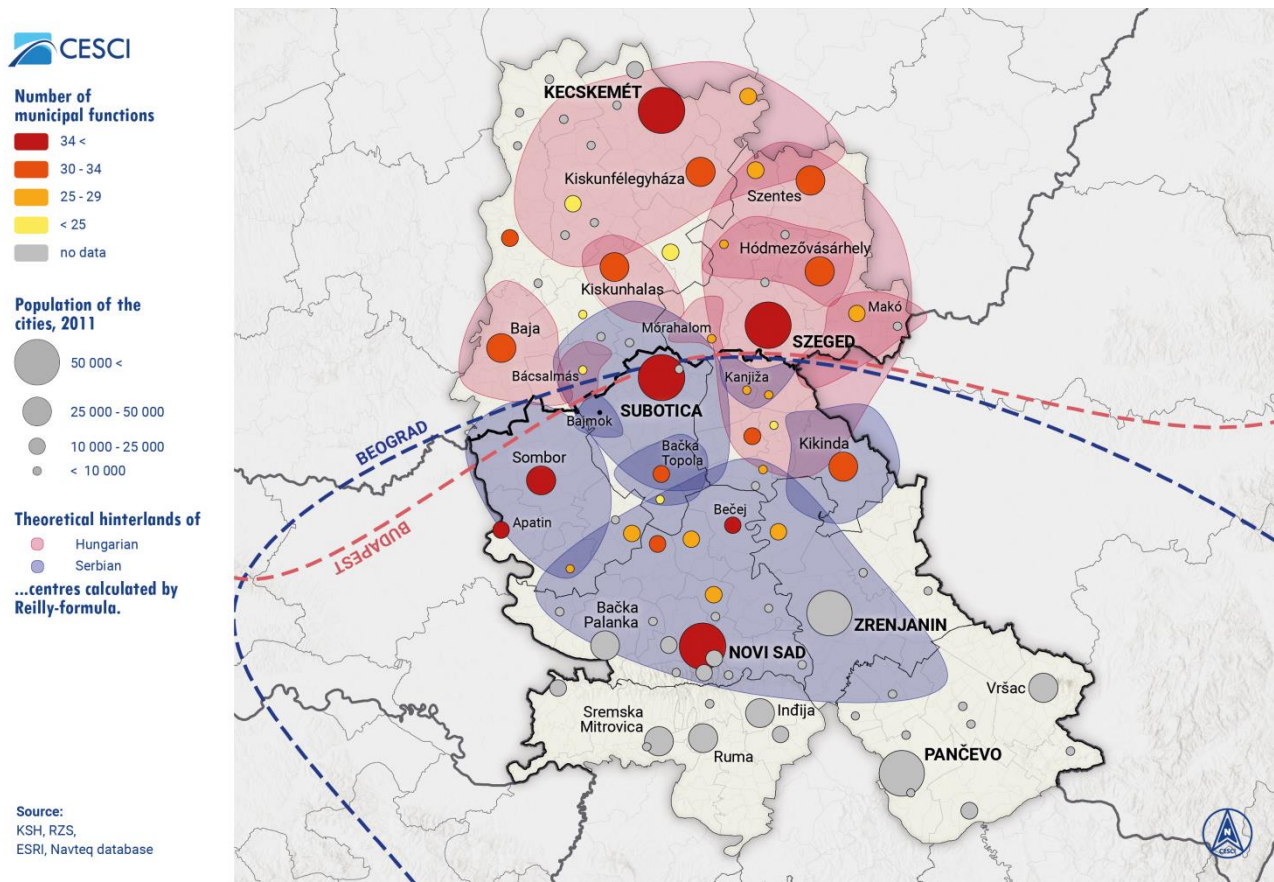 CESCI
Number of
municipal functions
34 <
30 - 34
25 - 29
< 25
no data
Population of the
cities, 2011
50 000 <
25 000 - 50 000
10 000 - 25 000
< 10 000
Theoretical hinterlands of
Hungarian
Serbian
...centres calculated by
Reilly-formula.
Source:
KSH, RZS,
ESRI, Navteq database
KECSKEMÉT
Kiskunfélegyháza
Szentes
Hódmezővásárhely
Kiskunhalas
Makó
Baja
Mórahalom
SZEGED
Bácsalmás
Kanjiža
SUBOTICA
Bajmok
BEOGRAD
Bačka
Topola
Kikinda
Sombor
Apatin
Bečej
BUDAPEST
Bačka
Palanka
ZRENJANIN
NOVI SAD
Vršac
Sremska
Mitrovica
Inđija
Ruma
PANČEVO
N
CESCI